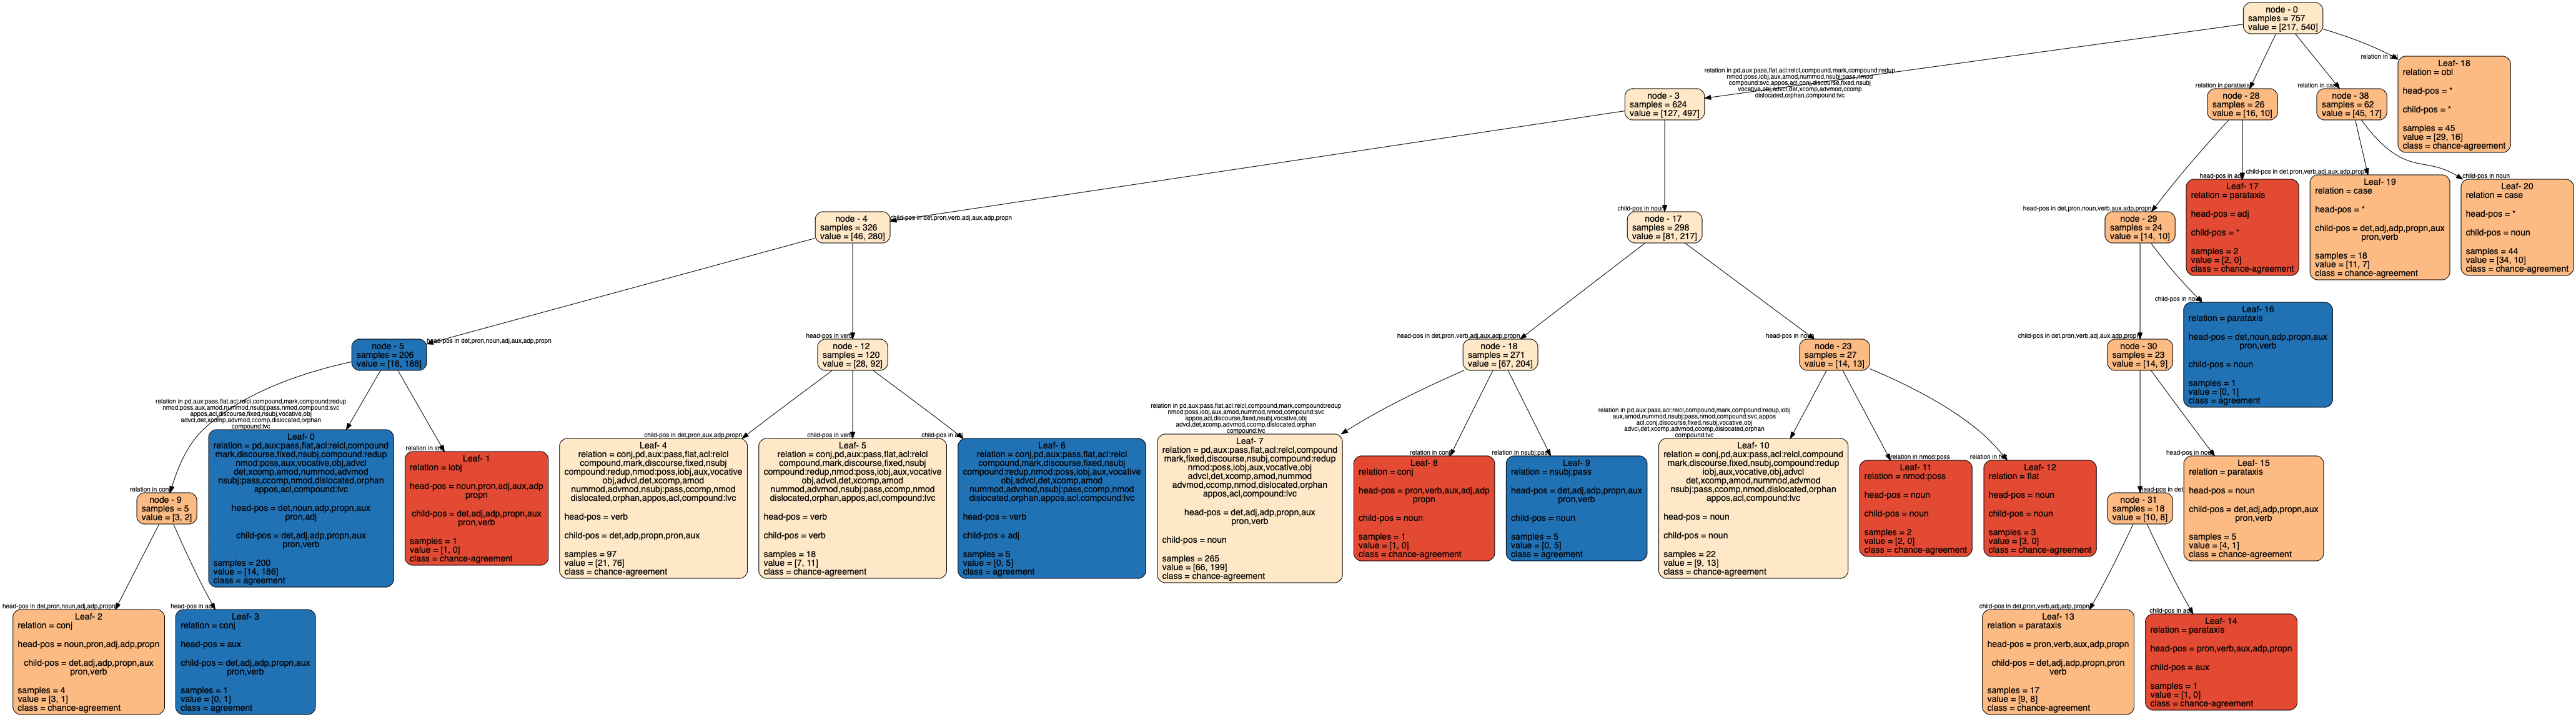 node - 0
samples = 757
value = [217, 540]
relation in pd,aux:pass,flat,acl:relcl,compound,mark,compound:redup
nmod:poss,iobj,aux,amod,nummod,nsubj:pass,nmod
compound:svc,appos,acl,conj,discourse,fixed,nsubj
vocative,obj,advcl,det,xcomp,advmod,ccomp
dislocated,orphan,compound:lvc
node - 3
samples = 624
value = [127, 497]
relation in parataxis
node - 28
samples = 26
value = [16, 10]
relation in case
node - 38
samples = 62
value = [45, 17]
relation in
Leaf- 18
relation = obl
head-pos = *
child-pos = *
samples = 45
value = [29, 16]
class = chance-agreement
child-pos in det,pron,verb,adj,aux,adp,propn
node - 4
samples = 326
value = [46, 280]
child-pos in noun
node - 17
samples = 298
value = [81, 217]
head-pos in det,pron,noun,verb,aux,adp,propn
node - 29
samples = 24
value = [14, 10]
head-pos in adj
Leaf- 17
relation = parataxis
head-pos = adj
child-pos = *
samples = 2
value = [2, 0]
class = chance-agreement
child-pos in det,pron,verb,adj,aux,adp,propn
Leaf- 19
relation = case
head-pos = *
child-pos = det,adj,adp,propn,aux
pron,verb
samples = 18
value = [11, 7]
class = chance-agreement
child-pos in noun
Leaf- 20
relation = case
head-pos = *
child-pos = noun
samples = 44
value = [34, 10]
class = chance-agreement
head-pos in det,pron,noun,adj,aux,adp,propn
node - 5
samples = 206
value = [18, 188]
head-pos in verb
node - 12
samples = 120
value = [28, 92]
head-pos in det,pron,verb,adj,aux,adp,propn
node - 18
samples = 271
value = [67, 204]
head-pos in noun
node - 23
samples = 27
value = [14, 13]
child-pos in det,pron,verb,adj,aux,adp,propn
node - 30
samples = 23
value = [14, 9]
child-pos in noun
Leaf- 16
relation = parataxis
head-pos = det,noun,adp,propn,aux
pron,verb
child-pos = noun
samples = 1
value = [0, 1]
class = agreement
relation in conj
node - 9
samples = 5
value = [3, 2]
relation in pd,aux:pass,flat,acl:relcl,compound,mark,compound:redup
nmod:poss,aux,amod,nummod,nsubj:pass,nmod,compound:svc
appos,acl,discourse,fixed,nsubj,vocative,obj
advcl,det,xcomp,advmod,ccomp,dislocated,orphan
compound:lvc
Leaf- 0
relation = pd,aux:pass,flat,acl:relcl,compound
mark,discourse,fixed,nsubj,compound:redup
nmod:poss,aux,vocative,obj,advcl
det,xcomp,amod,nummod,advmod
nsubj:pass,ccomp,nmod,dislocated,orphan
appos,acl,compound:lvc
head-pos = det,noun,adp,propn,aux
pron,adj
child-pos = det,adj,adp,propn,aux
pron,verb
samples = 200
value = [14, 186]
class = agreement
relation in iobj
Leaf- 1
relation = iobj
head-pos = noun,pron,adj,aux,adp
propn
child-pos = det,adj,adp,propn,aux
pron,verb
samples = 1
value = [1, 0]
class = chance-agreement
child-pos in det,pron,aux,adp,propn
Leaf- 4
relation = conj,pd,aux:pass,flat,acl:relcl
compound,mark,discourse,fixed,nsubj
compound:redup,nmod:poss,iobj,aux,vocative
obj,advcl,det,xcomp,amod
nummod,advmod,nsubj:pass,ccomp,nmod
dislocated,orphan,appos,acl,compound:lvc
head-pos = verb
child-pos = det,adp,propn,pron,aux
samples = 97
value = [21, 76]
class = chance-agreement
child-pos in verb
Leaf- 5
relation = conj,pd,aux:pass,flat,acl:relcl
compound,mark,discourse,fixed,nsubj
compound:redup,nmod:poss,iobj,aux,vocative
obj,advcl,det,xcomp,amod
nummod,advmod,nsubj:pass,ccomp,nmod
dislocated,orphan,appos,acl,compound:lvc
head-pos = verb
child-pos = verb
samples = 18
value = [7, 11]
class = chance-agreement
child-pos in adj
Leaf- 6
relation = conj,pd,aux:pass,flat,acl:relcl
compound,mark,discourse,fixed,nsubj
compound:redup,nmod:poss,iobj,aux,vocative
obj,advcl,det,xcomp,amod
nummod,advmod,nsubj:pass,ccomp,nmod
dislocated,orphan,appos,acl,compound:lvc
head-pos = verb
child-pos = adj
samples = 5
value = [0, 5]
class = agreement
relation in pd,aux:pass,flat,acl:relcl,compound,mark,compound:redup
nmod:poss,iobj,aux,amod,nummod,nmod,compound:svc
appos,acl,discourse,fixed,nsubj,vocative,obj
advcl,det,xcomp,advmod,ccomp,dislocated,orphan
compound:lvc
Leaf- 7
relation = pd,aux:pass,flat,acl:relcl,compound
mark,fixed,discourse,nsubj,compound:redup
nmod:poss,iobj,aux,vocative,obj
advcl,det,xcomp,amod,nummod
advmod,ccomp,nmod,dislocated,orphan
appos,acl,compound:lvc
head-pos = det,adj,adp,propn,aux
pron,verb
child-pos = noun
samples = 265
value = [66, 199]
class = chance-agreement
relation in conj
Leaf- 8
relation = conj
head-pos = pron,verb,aux,adj,adp
propn
child-pos = noun
samples = 1
value = [1, 0]
class = chance-agreement
relation in nsubj:pass
Leaf- 9
relation = nsubj:pass
head-pos = det,adj,adp,propn,aux
pron,verb
child-pos = noun
samples = 5
value = [0, 5]
class = agreement
relation in pd,aux:pass,acl:relcl,compound,mark,compound:redup,iobj
aux,amod,nummod,nsubj:pass,nmod,compound:svc,appos
acl,conj,discourse,fixed,nsubj,vocative,obj
advcl,det,xcomp,advmod,ccomp,dislocated,orphan
compound:lvc
Leaf- 10
relation = conj,pd,aux:pass,acl:relcl,compound
mark,discourse,fixed,nsubj,compound:redup
iobj,aux,vocative,obj,advcl
det,xcomp,amod,nummod,advmod
nsubj:pass,ccomp,nmod,dislocated,orphan
appos,acl,compound:lvc
head-pos = noun
child-pos = noun
samples = 22
value = [9, 13]
class = chance-agreement
relation in nmod:poss
Leaf- 11
relation = nmod:poss
head-pos = noun
child-pos = noun
samples = 2
value = [2, 0]
class = chance-agreement
relation in flat
Leaf- 12
relation = flat
head-pos = noun
child-pos = noun
samples = 3
value = [3, 0]
class = chance-agreement
head-pos in det
node - 31
samples = 18
value = [10, 8]
head-pos in noun
Leaf- 15
relation = parataxis
head-pos = noun
child-pos = det,adj,adp,propn,aux
pron,verb
samples = 5
value = [4, 1]
class = chance-agreement
head-pos in det,pron,noun,adj,adp,propn
Leaf- 2
relation = conj
head-pos = noun,pron,adj,adp,propn
child-pos = det,adj,adp,propn,aux
pron,verb
samples = 4
value = [3, 1]
class = chance-agreement
head-pos in aux
Leaf- 3
relation = conj
head-pos = aux
child-pos = det,adj,adp,propn,aux
pron,verb
samples = 1
value = [0, 1]
class = agreement
child-pos in det,pron,verb,adj,adp,propn
Leaf- 13
relation = parataxis
head-pos = pron,verb,aux,adp,propn
child-pos = det,adj,adp,propn,pron
verb
samples = 17
value = [9, 8]
class = chance-agreement
child-pos in aux
Leaf- 14
relation = parataxis
head-pos = pron,verb,aux,adp,propn
child-pos = aux
samples = 1
value = [1, 0]
class = chance-agreement